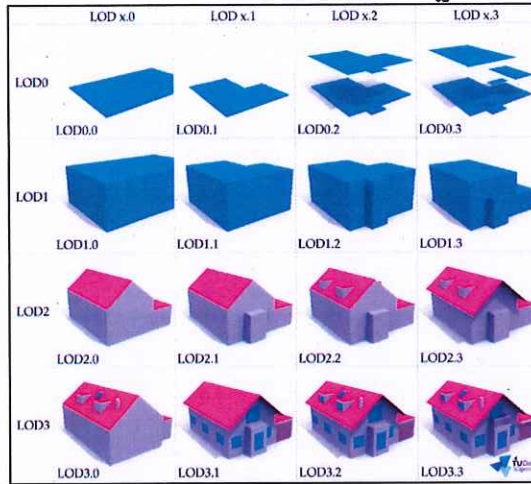 LOD x.0 LOD x.1 LOD x.2 LOD x.3
LOD0
LOD0.0 LOD0.1 LOD0.2 LOD0.3
LOD1
LOD1.0 LOD1.1 LOD1.2 LOD1.3
LOD2
LOD2.0 LOD2.1 LOD2.2 LOD2.3
LOD3
LOD3.0 LOD3.1 LOD3.2 LOD3.3